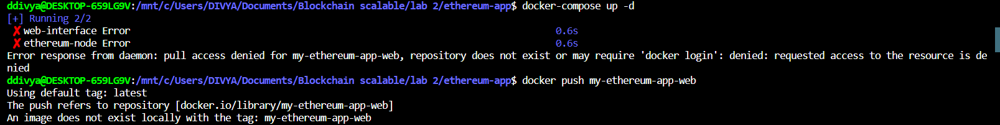 ddivya@DESKTOP-659LG9V:/mnt/c/Users/DIVYA/Documents/Blockchain scalable/lab 2/ethereum-app$ docker-compose up -d
[+] Running 2/2
✘ web-interface Error 0.6s
✘ ethereum-node Error 0.6s
Error response from daemon: pull access denied for my-ethereum-app-web, repository does not exist or may require 'docker login': denied: requested access to the resource is de
nied
ddivya@DESKTOP-659LG9V:/mnt/c/Users/DIVYA/Documents/Blockchain scalable/lab 2/ethereum-app$ docker push my-ethereum-app-web
Using default tag: latest
The push refers to repository [docker.io/library/my-ethereum-app-web]
An image does not exist locally with the tag: my-ethereum-app-web